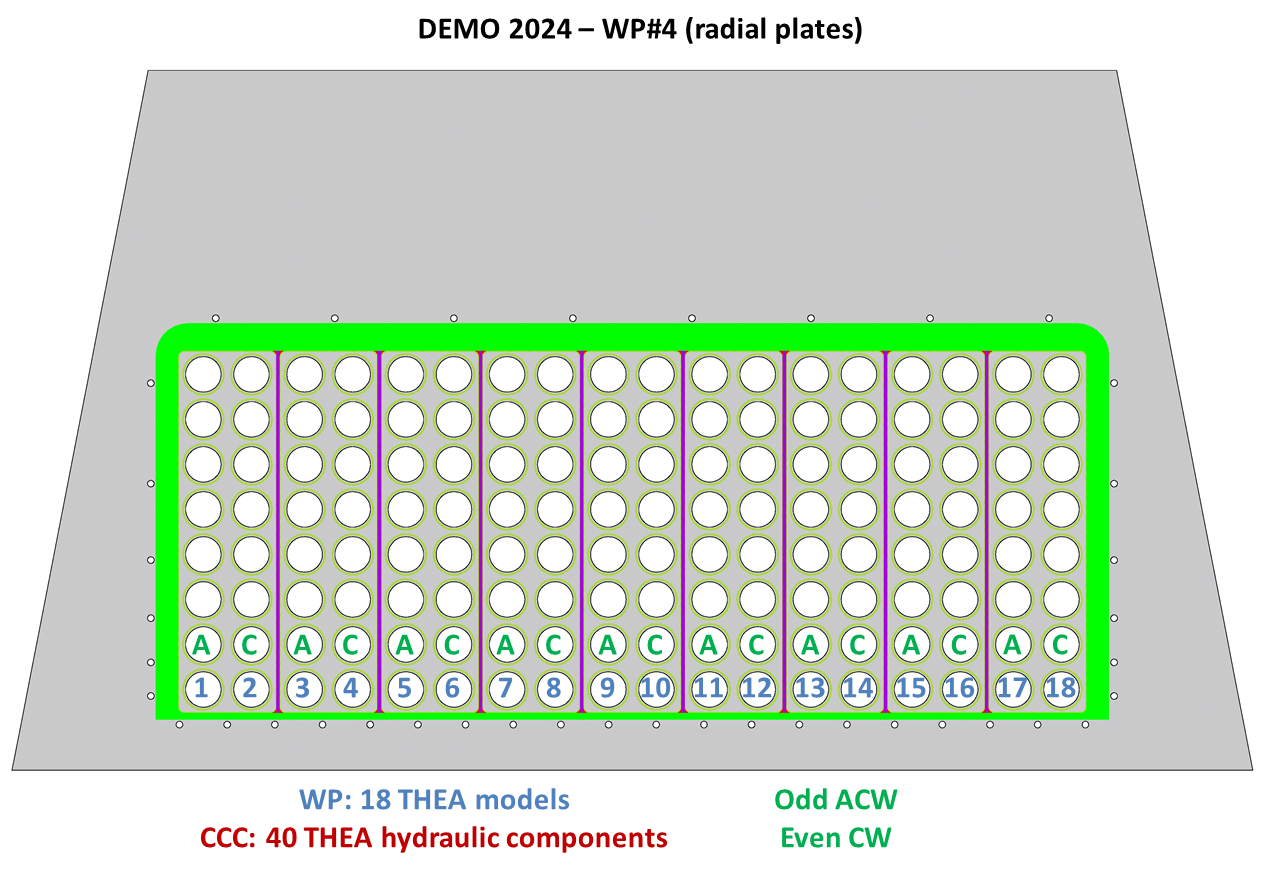 DEMO 2024 – WP#4 (radial plates)
A C A C A C A C A C A C A C A C A C
1 2 3 4 5 6 7 8 9 10 11 12 13 14 15 16 17 18
WP: 18 THEA models
Odd ACW
CCC: 40 THEA hydraulic components
Even CW